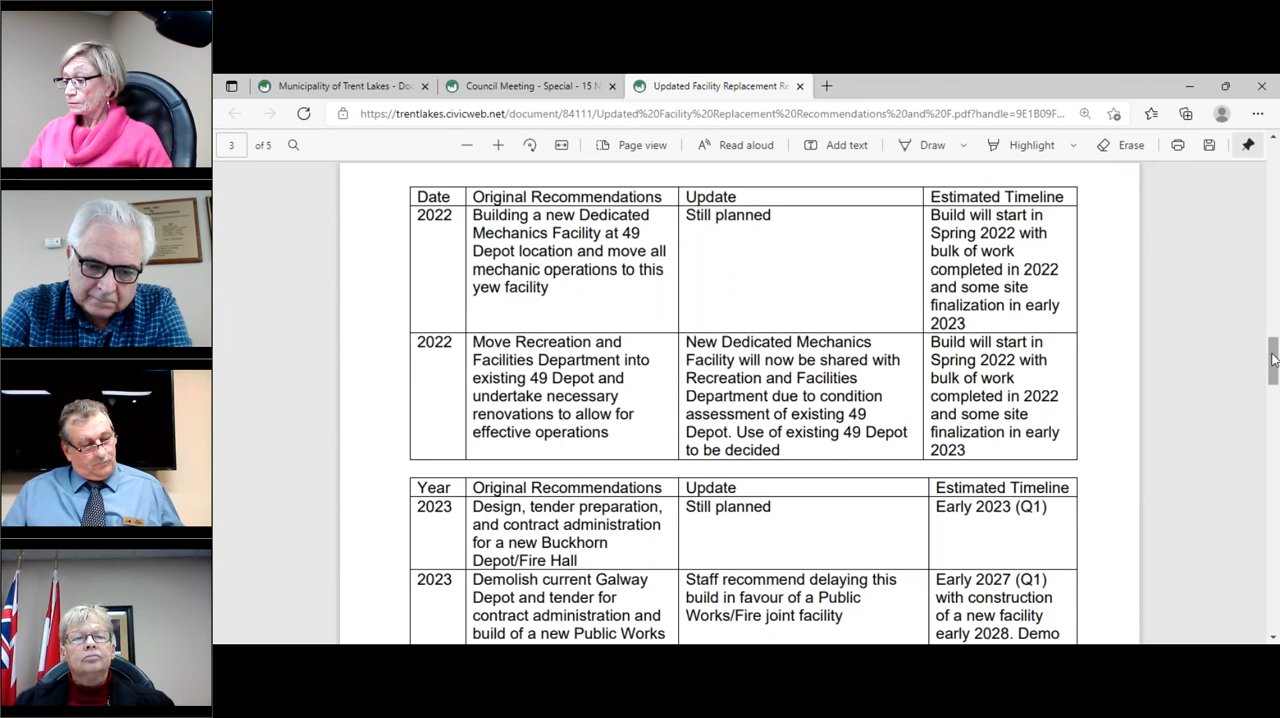 Municipality of Trent Lakes - Doc
Council Meeting - Special - 15 N
Updated Facility Replacement Re
https://trentlakes.civicweb.net/document/84111/Updated%20Facility%20Replacement%20Recommendations%20and%20F.pdf?handle=9E1B09F...
3 of 5
Page view
Read aloud
Add text
Draw
Highlight
Erase
Date Original Recommendations Update Estimated Timeline
2022 Building a new Dedicated Still planned Build will start in
Mechanics Facility at 49 Spring 2022 with
Depot location and move all bulk of work
mechanic operations to this completed in 2022
yew facility and some site
finalization in early
2023
2022 Move Recreation and New Dedicated Mechanics Build will start in
Facilities Department into Facility will now be shared with Spring 2022 with
existing 49 Depot and Recreation and Facilities bulk of work
undertake necessary Department due to condition completed in 2022
renovations to allow for assessment of existing 49 and some site
effective operations Depot. Use of existing 49 Depot finalization in early
to be decided 2023
Year Original Recommendations Update Estimated Timeline
2023 Design, tender preparation, Still planned Early 2023 (Q1)
and contract administration
for a new Buckhorn
Depot/Fire Hall
2023 Demolish current Galway Staff recommend delaying this Early 2027 (Q1)
Depot and tender for build in favour of a Public with construction
contract administration and Works/Fire joint facility of a new facility
build of a new Public Works early 2028. Demo